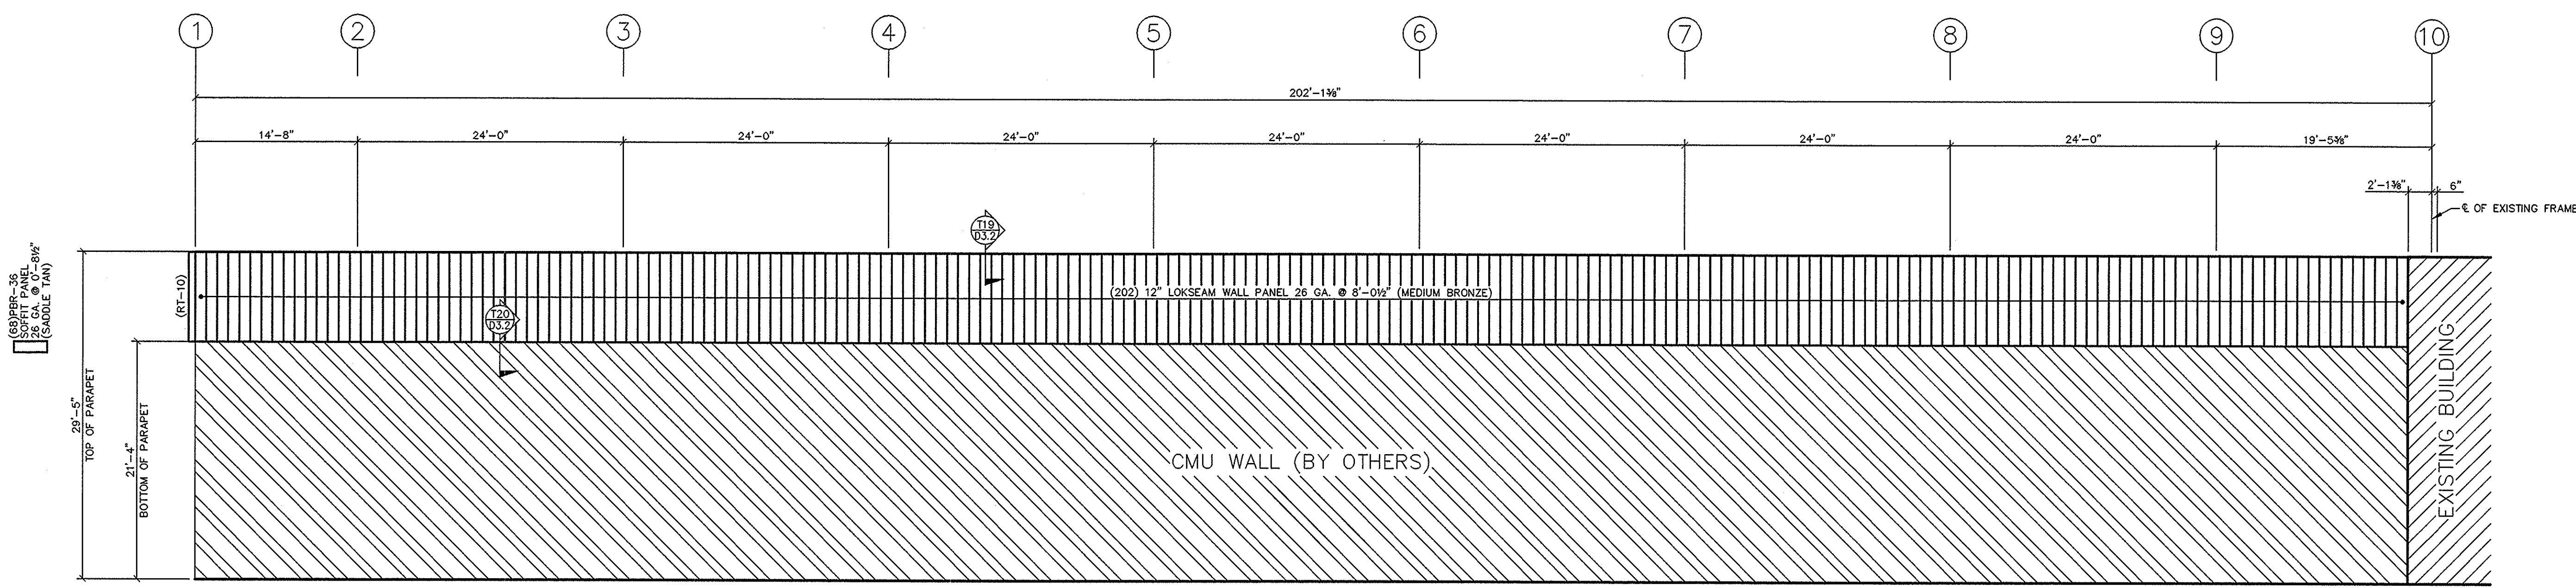 1 2 3 4 5 6 7 8 9 10
202'-1⅜"
14'-8" 24'-0" 24'-0" 24'-0" 24'-0" 24'-0" 24'-0" 24'-0" 19'-5⅜"
2'-1⅜" 6"
℄ OF EXISTING FRAME
T19
D3.2
(68)PBR-36
SOFFIT PANEL
26 GA. @ 0'-8½"
(SADDLE TAN)
(RT-10)
(202) 12" LOKSEAM WALL PANEL 26 GA. @ 8'-0½" (MEDIUM BRONZE)
T20
D3.2
29'-5"
TOP OF PARAPET
21'-4"
BOTTOM OF PARAPET
CMU WALL (BY OTHERS)
EXISTING BUILDING